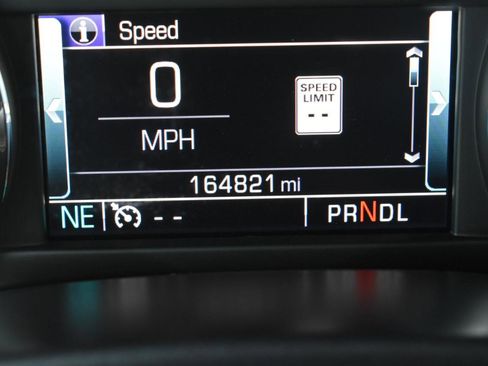 Speed
0
MPH
SPEED
LIMIT
--
164821 mi
NE -- PRNDL